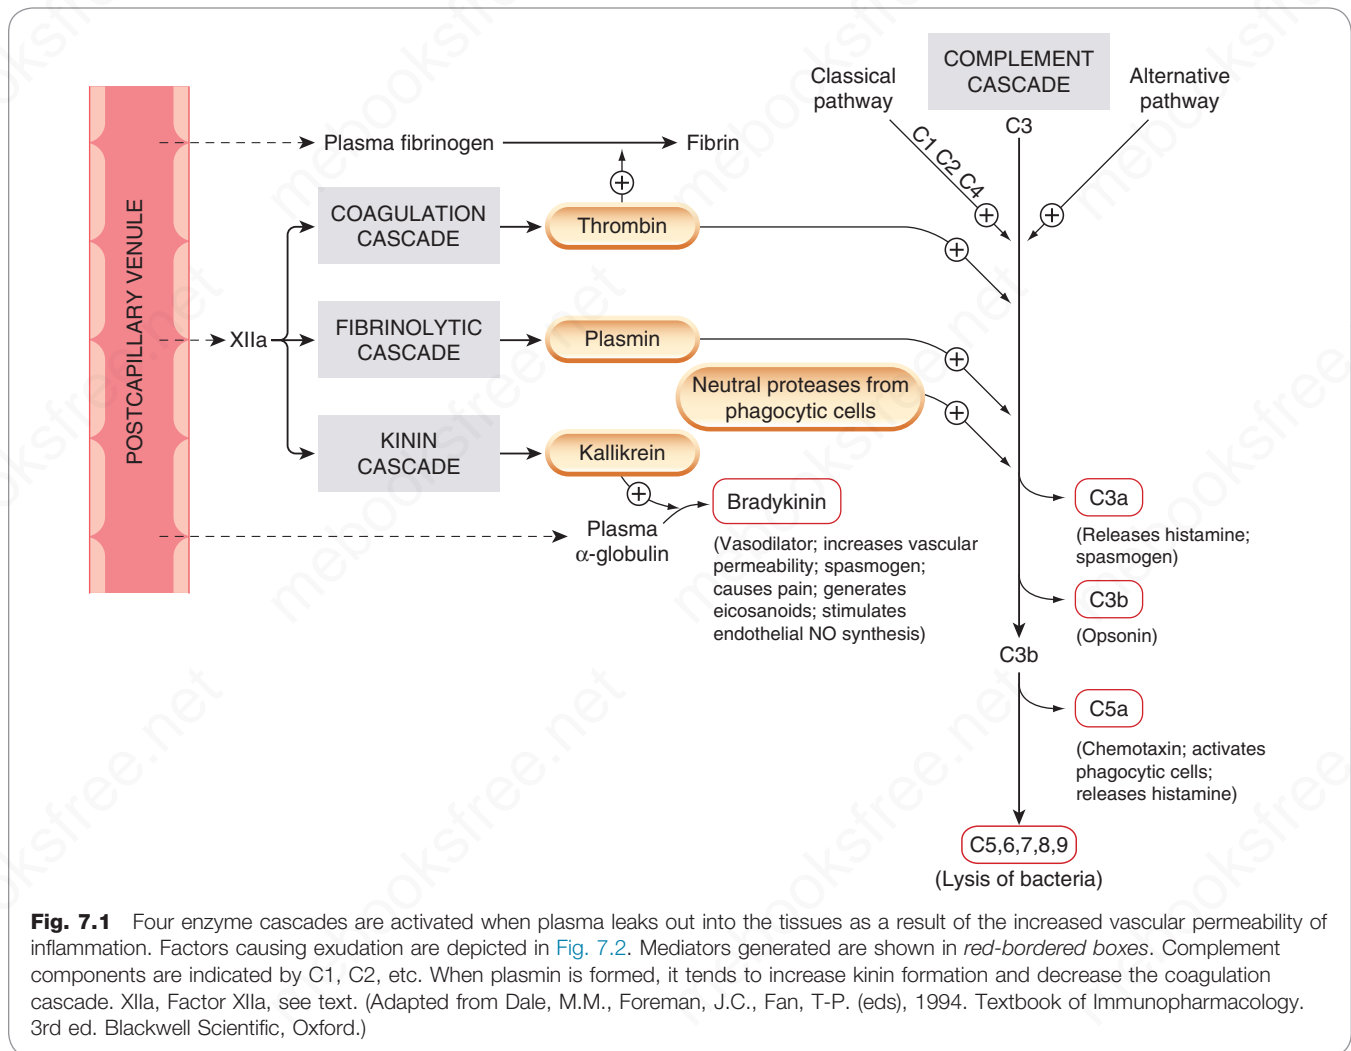 COMPLEMENT
CASCADE
Classical
pathway
Alternative
pathway
C3
C1 C2 C4
Plasma fibrinogen
Fibrin
POSTCAPILLARY VENULE
COAGULATION
CASCADE
Thrombin
XIIa
FIBRINOLYTIC
CASCADE
Plasmin
Neutral proteases from
phagocytic cells
KININ
CASCADE
Kallikrein
Bradykinin
Plasma
α-globulin
(Vasodilator; increases vascular
permeability; spasmogen;
causes pain; generates
eicosanoids; stimulates
endothelial NO synthesis)
C3a
(Releases histamine;
spasmogen)
C3b
(Opsonin)
C3b
C5a
(Chemotaxin; activates
phagocytic cells;
releases histamine)
C5,6,7,8,9
(Lysis of bacteria)
+
+
+
+
+
+
+
Fig. 7.1 Four enzyme cascades are activated when plasma leaks out into the tissues as a result of the increased vascular permeability of
inflammation. Factors causing exudation are depicted in Fig. 7.2. Mediators generated are shown in red-bordered boxes. Complement
components are indicated by C1, C2, etc. When plasmin is formed, it tends to increase kinin formation and decrease the coagulation
cascade. XIIa, Factor XIIa, see text. (Adapted from Dale, M.M., Foreman, J.C., Fan, T-P. (eds), 1994. Textbook of Immunopharmacology.
3rd ed. Blackwell Scientific, Oxford.)
mebooksfree.net